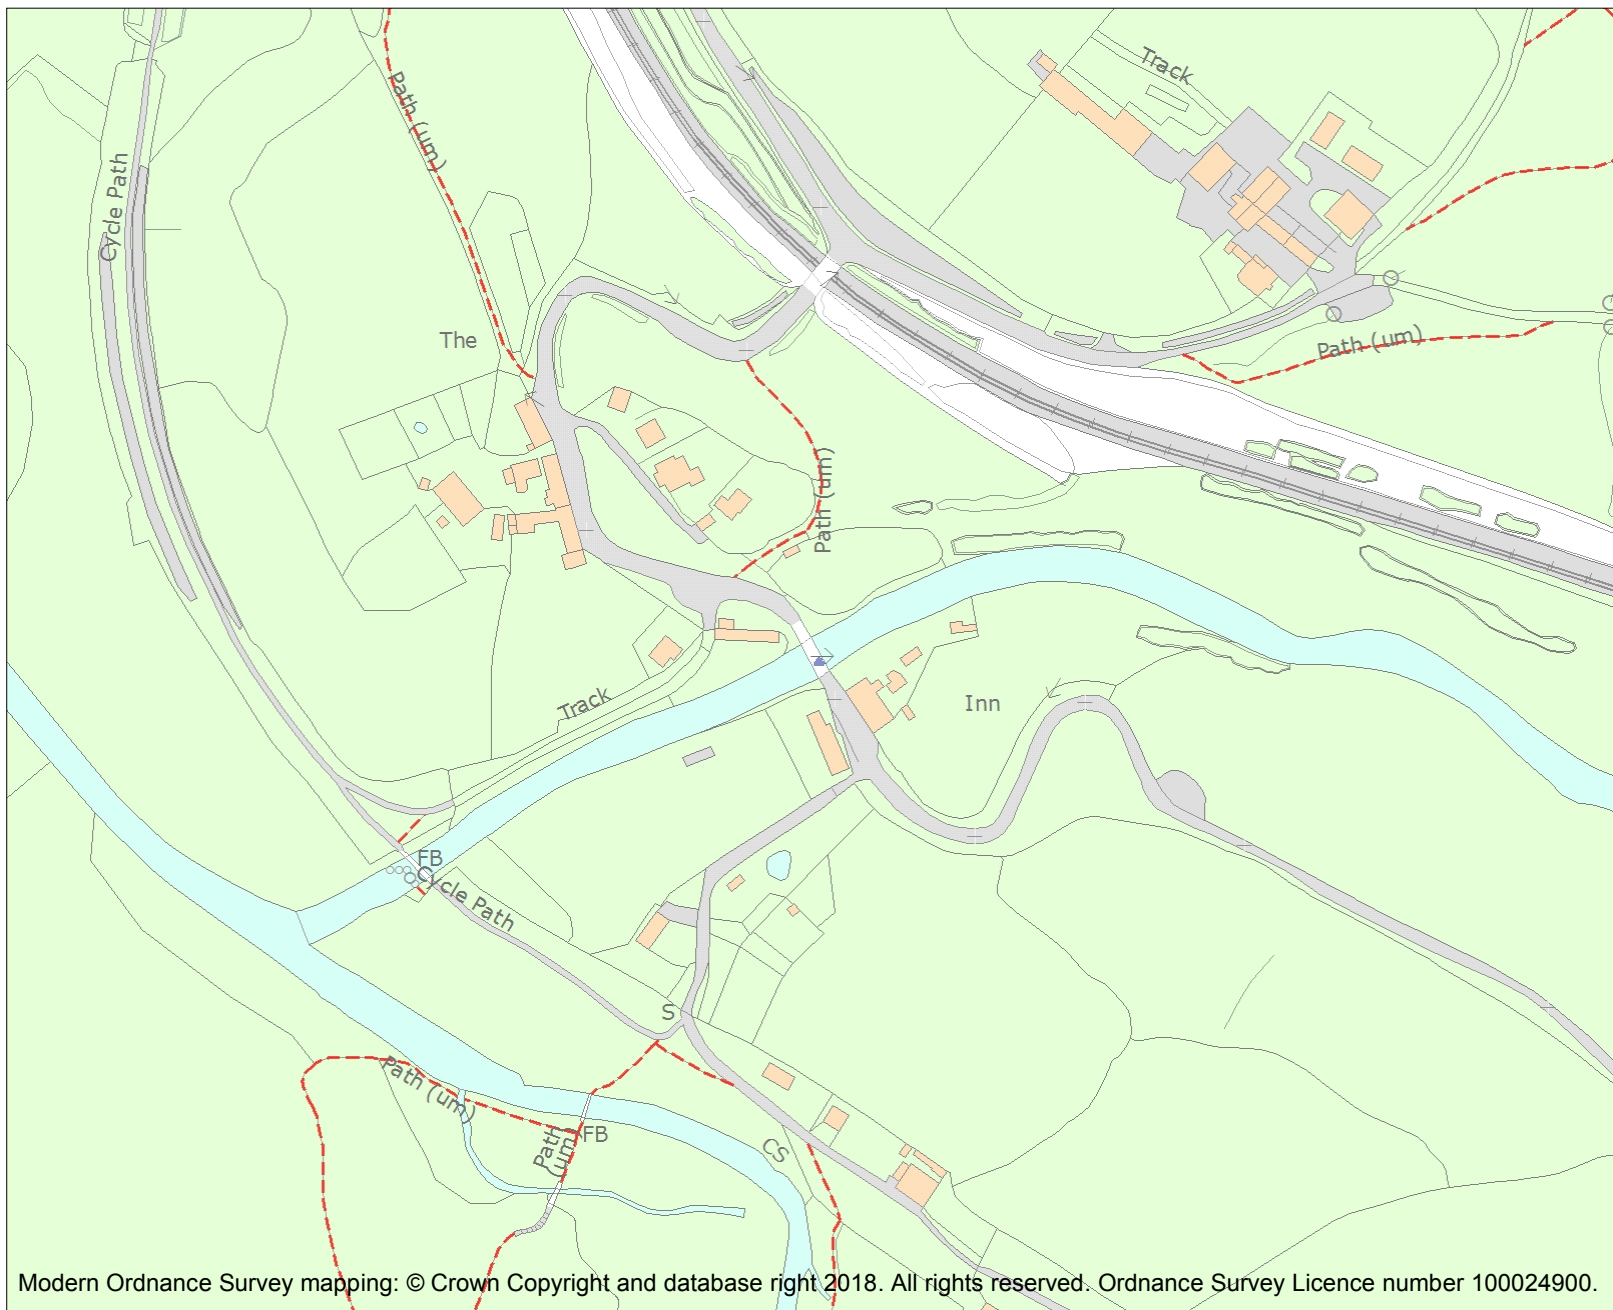 Track
Path (um)
Cycle Path
The
Path (um)
Path (um)
Track
Inn
FB
Cycle Path
S
Path (um)
FB
Path
(um)
CS
Modern Ordnance Survey mapping: © Crown Copyright and database right 2018. All rights reserved. Ordnance Survey Licence number 100024900.